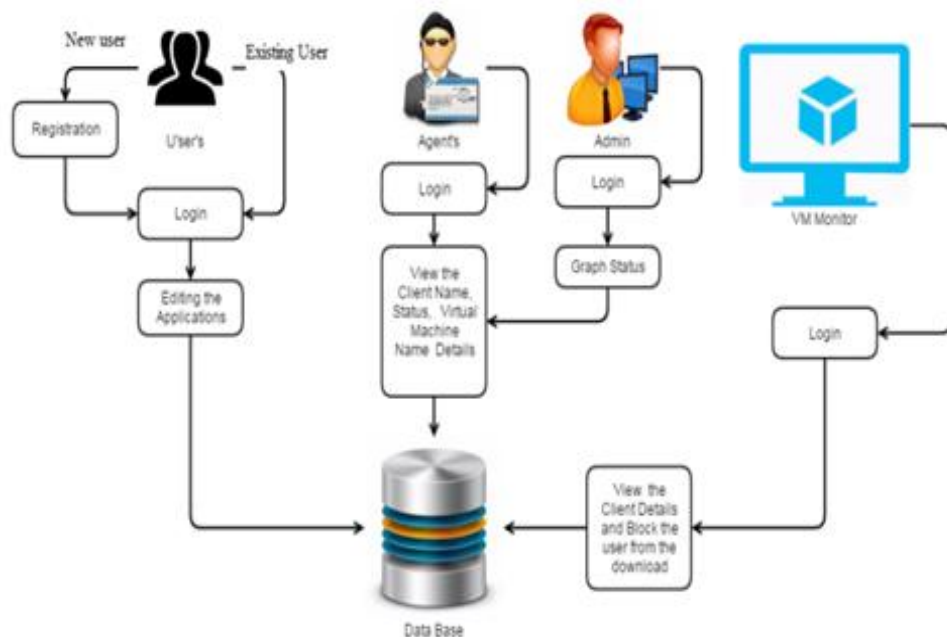 New user
Existing User
Registration
U'ser's
Login
Editing the
Applications
Agent's
Login
View the
Client Name,
Status, Virtual
Machine
Name Details
Admin
Login
Graph Status
VM Monitor
Login
View the
Client Details
and Block the
user from the
download
Data Base